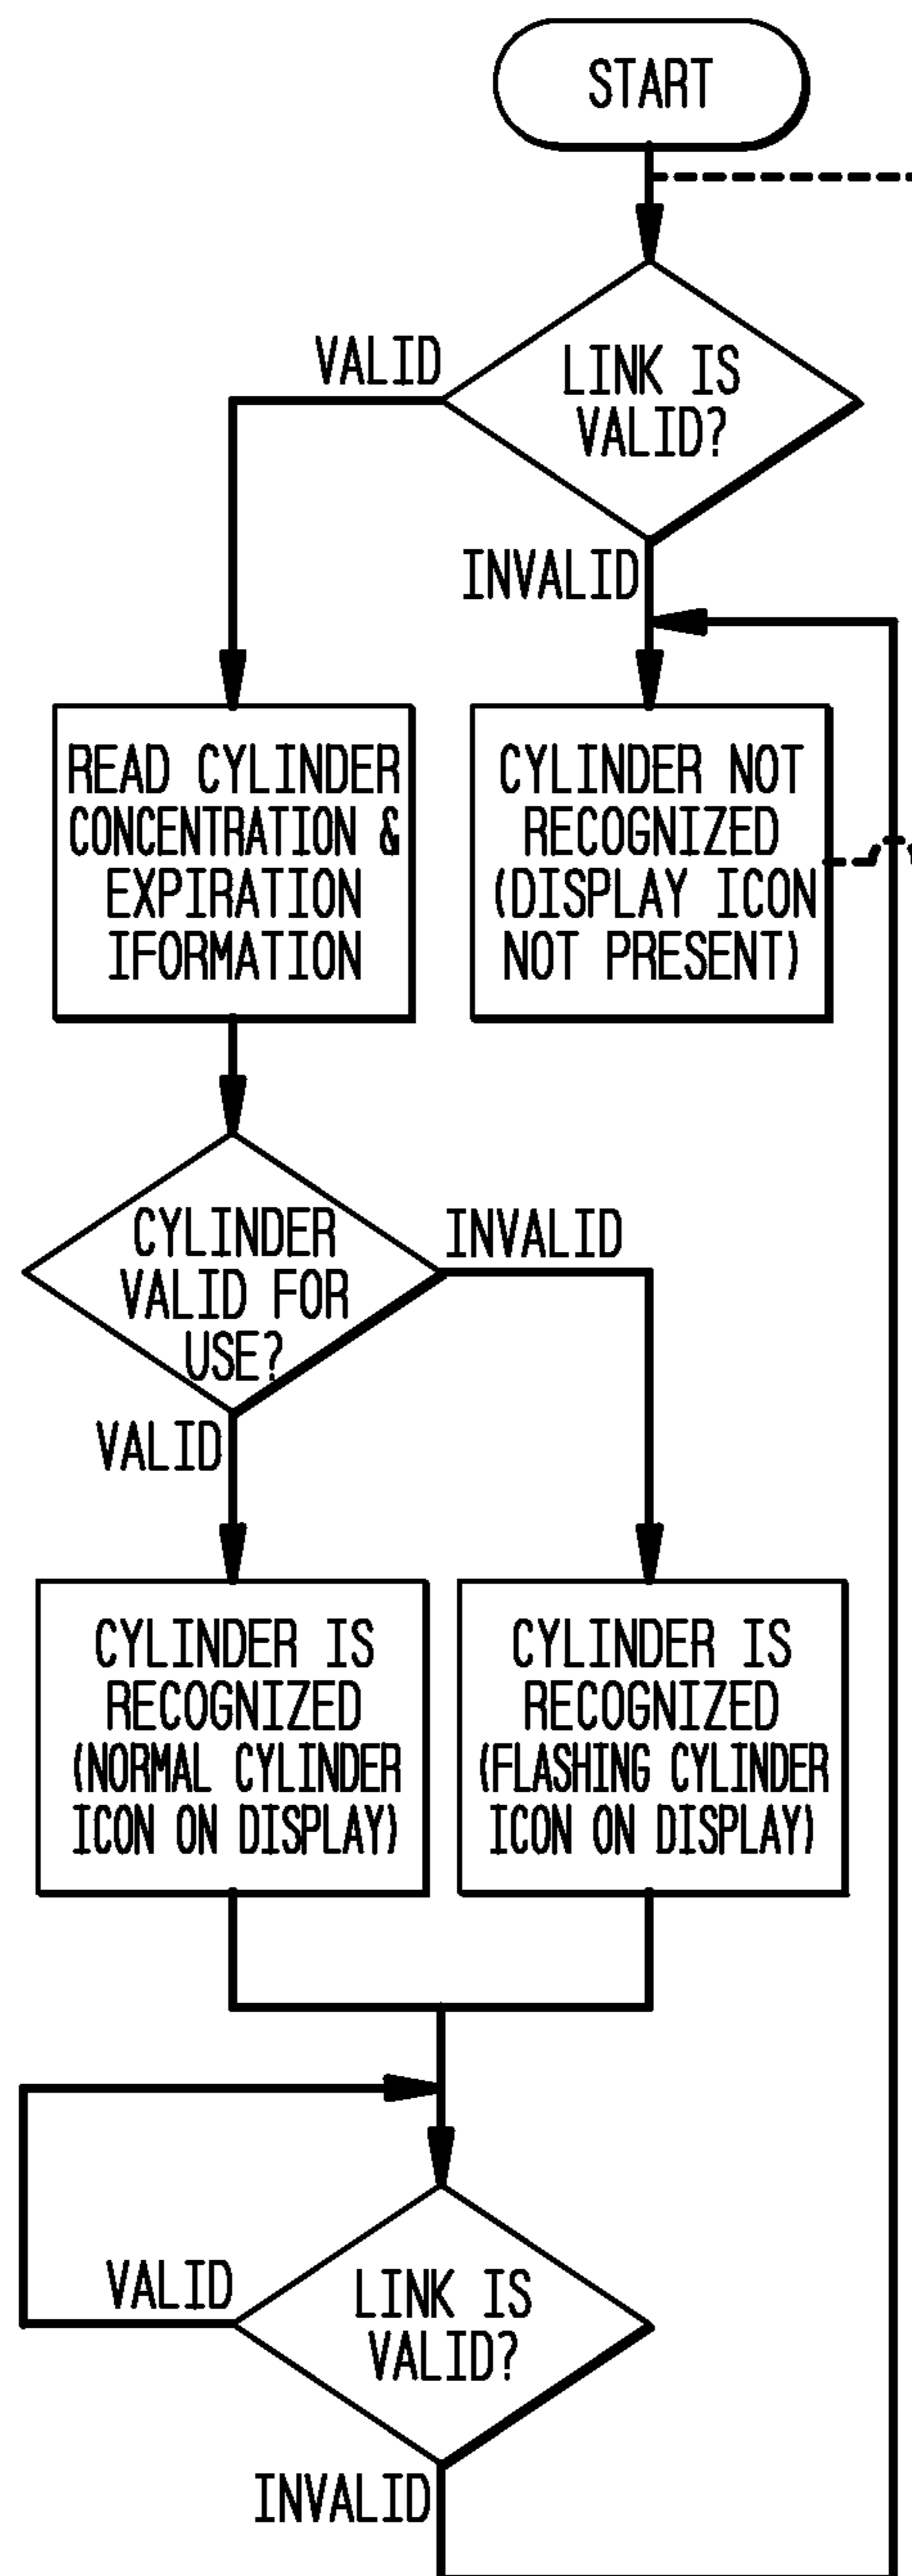 START
VALID
LINK IS
VALID?
INVALID
READ CYLINDER
CONCENTRATION &
EXPIRATION
IFORMATION
CYLINDER NOT
RECOGNIZED
(DISPLAY ICON
NOT PRESENT)
CYLINDER
VALID FOR
USE?
INVALID
VALID
CYLINDER IS
RECOGNIZED
(NORMAL CYLINDER
ICON ON DISPLAY)
CYLINDER IS
RECOGNIZED
(FLASHING CYLINDER
ICON ON DISPLAY)
VALID
LINK IS
VALID?
INVALID